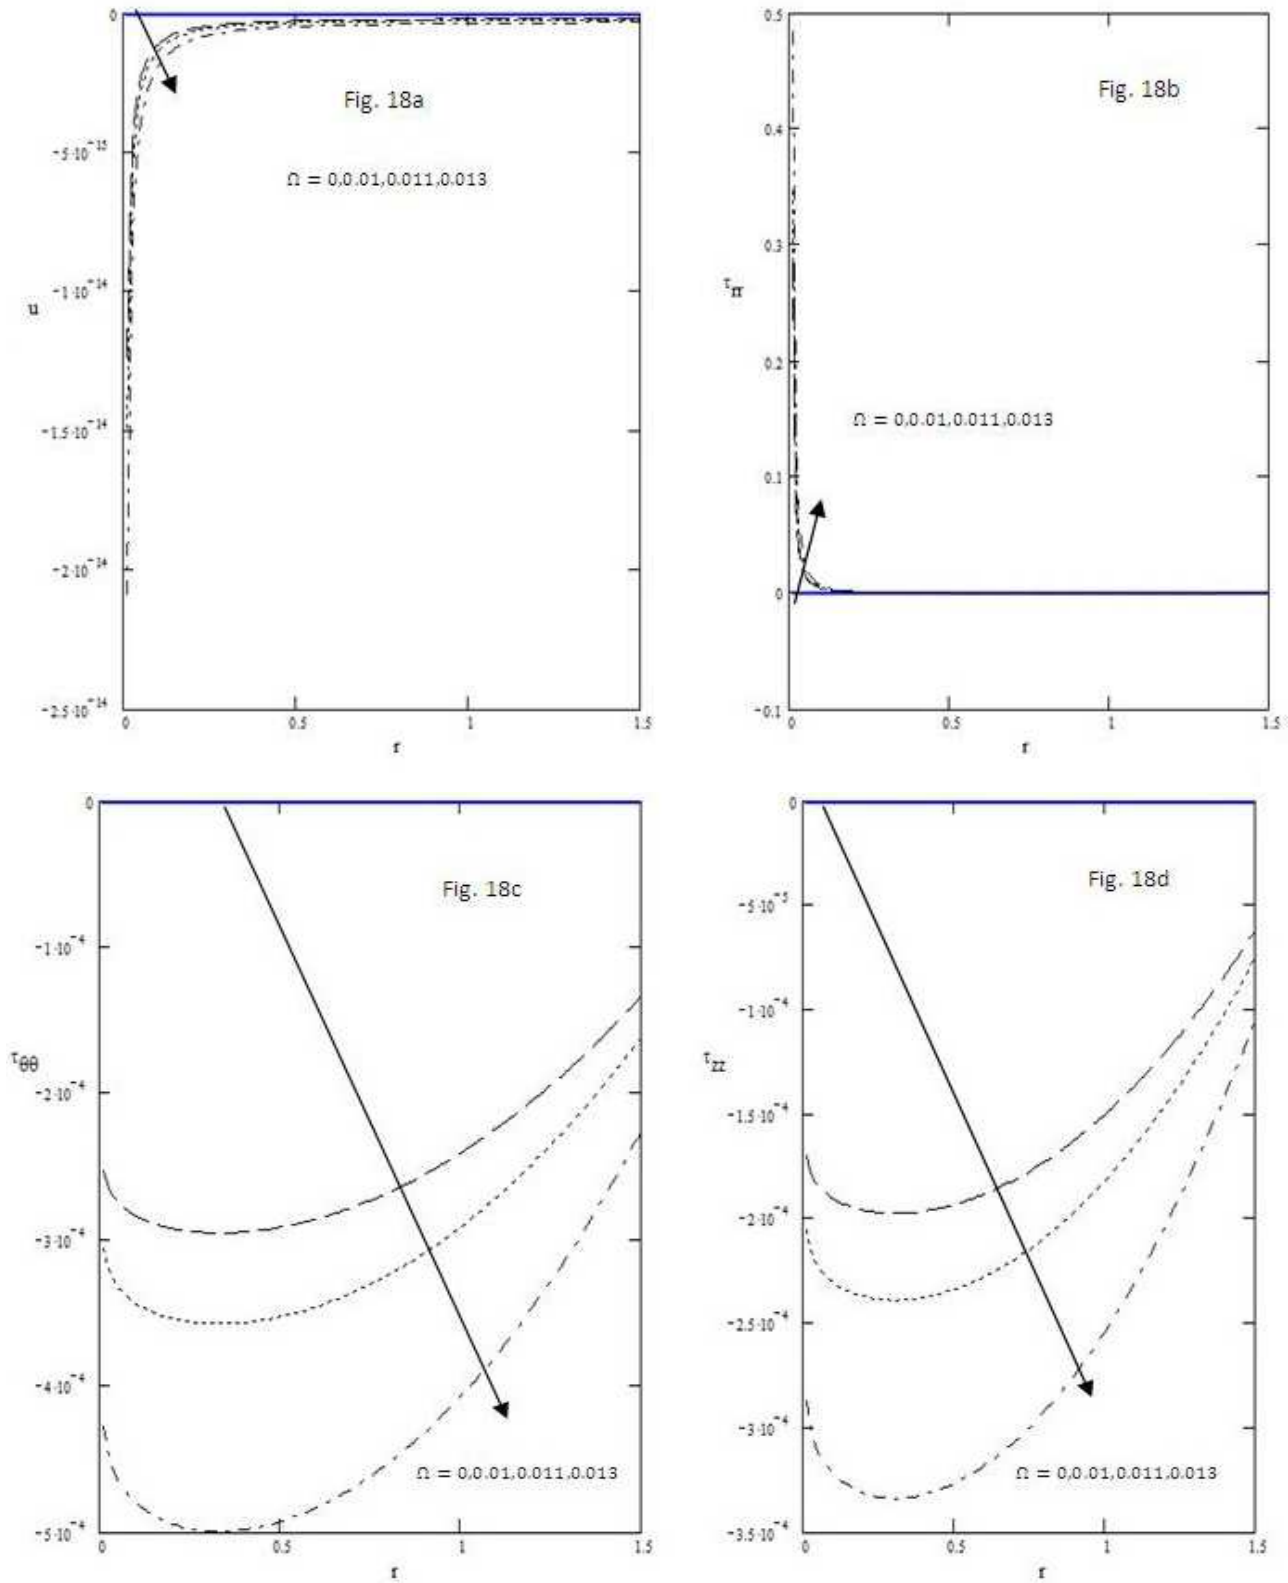 0
Fig. 18a
-5·10⁻¹⁵
Ω = 0,0.01,0.011,0.013
-1·10⁻¹⁴
u
-1.5·10⁻¹⁴
-2·10⁻¹⁴
-2.5·10⁻¹⁴
0 0.5 1 1.5
r
0.5
Fig. 18b
0.4
0.3
τrr
0.2
Ω = 0,0.01,0.011,0.013
0.1
0
-0.1
0 0.5 1 1.5
r
0
Fig. 18c
-1·10⁻⁴
τθθ
-2·10⁻⁴
-3·10⁻⁴
-4·10⁻⁴
Ω = 0,0.01,0.011,0.013
-5·10⁻⁴
0 0.5 1 1.5
r
0
Fig. 18d
-5·10⁻⁵
-1·10⁻⁴
τzz
-1.5·10⁻⁴
-2·10⁻⁴
-2.5·10⁻⁴
-3·10⁻⁴
Ω = 0,0.01,0.011,0.013
-3.5·10⁻⁴
0 0.5 1 1.5
r